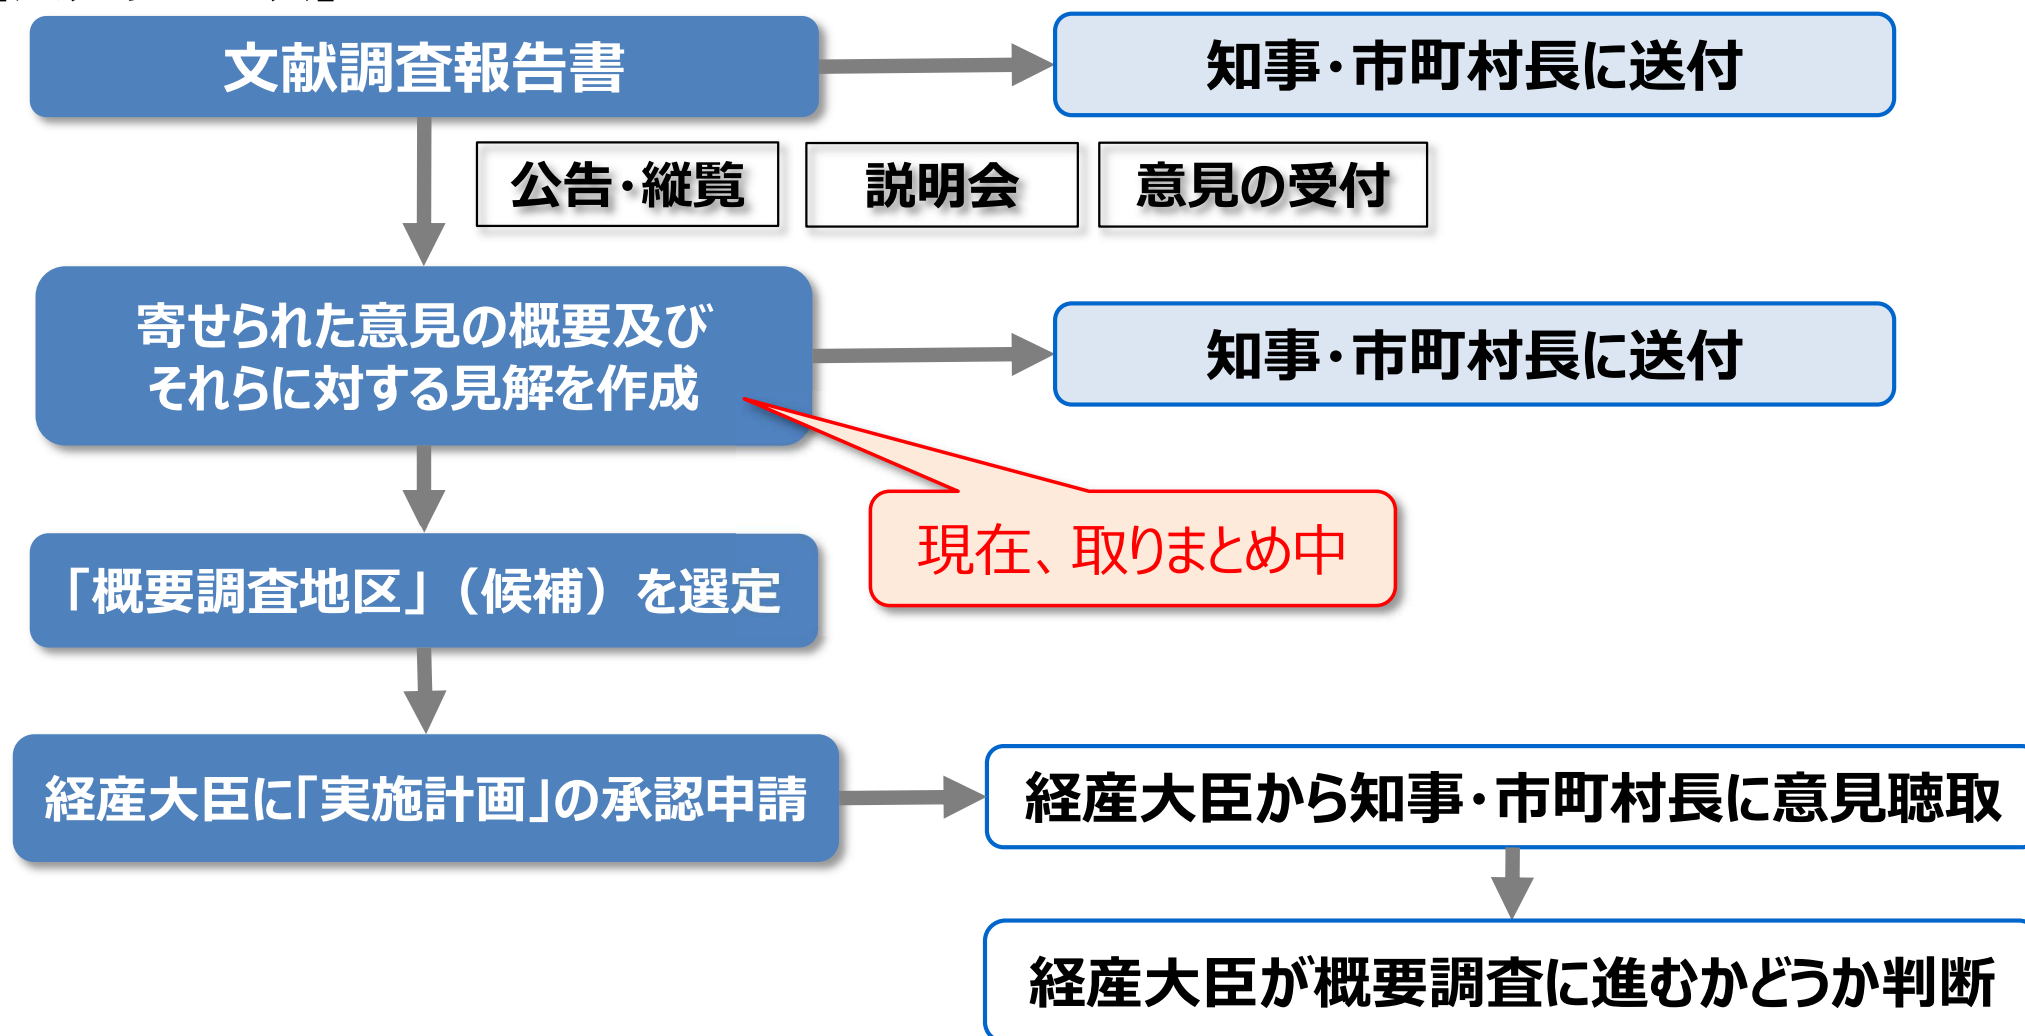 文献調査報告書
知事・市町村長に送付
公告・縦覧
説明会
意見の受付
寄せられた意見の概要及び
それらに対する見解を作成
知事・市町村長に送付
現在、取りまとめ中
「概要調査地区」（候補）を選定
経産大臣に「実施計画」の承認申請
経産大臣から知事・市町村長に意見聴取
経産大臣が概要調査に進むかどうか判断